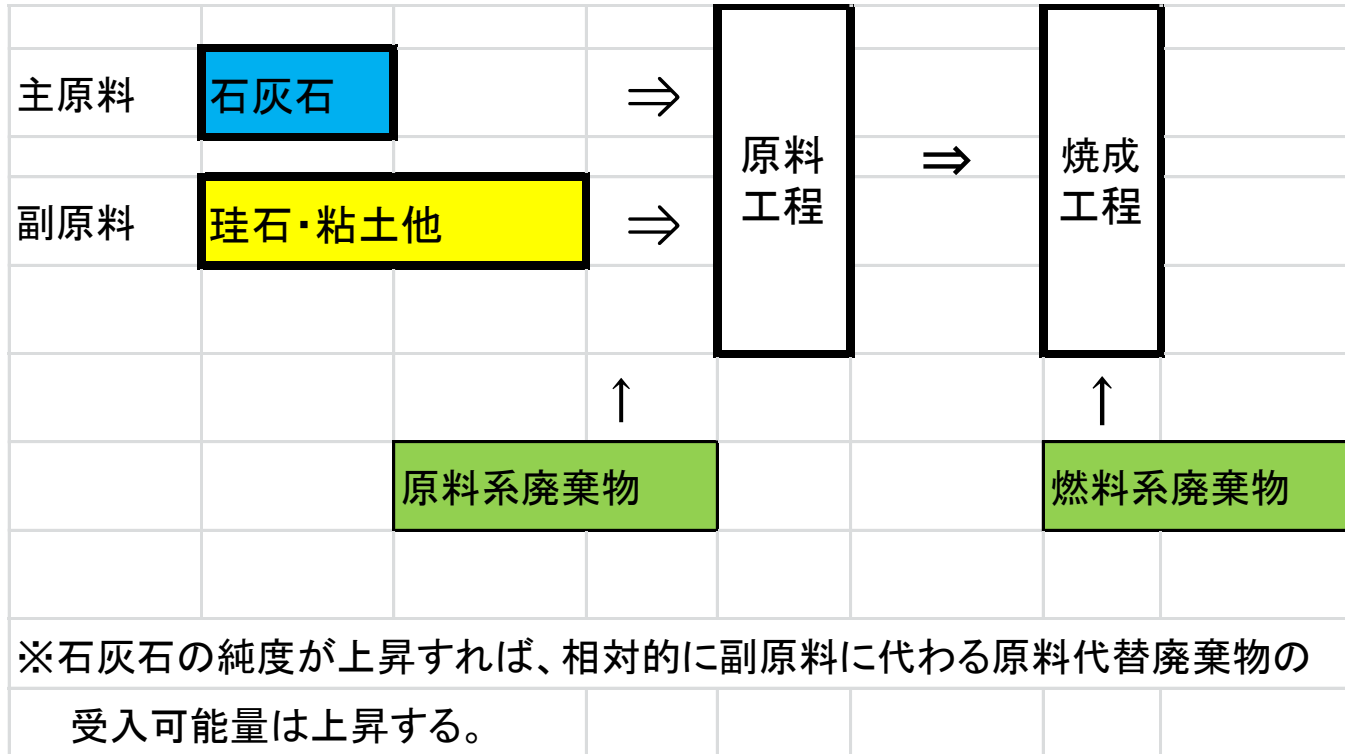 主原料
石灰石
⇒
原料
工程
⇒
焼成
工程
副原料
珪石・粘土他
⇒
↑
↑
原料系廃棄物
燃料系廃棄物
※石灰石の純度が上昇すれば、相対的に副原料に代わる原料代替廃棄物の
受入可能量は上昇する。